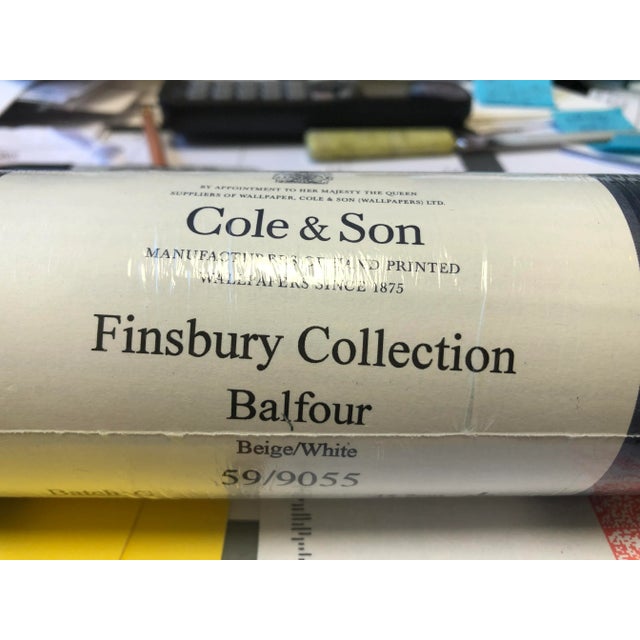 BY APPOINTMENT TO HER MAJESTY THE QUEEN
SUPPLIERS OF WALLPAPER, COLE & SON (WALLPAPERS) LTD.
Cole & Son
MANUFACTURERS OF HAND PRINTED
WALLPAPERS SINCE 1875
Finsbury Collection
Balfour
Beige/White
59/9055
Batch